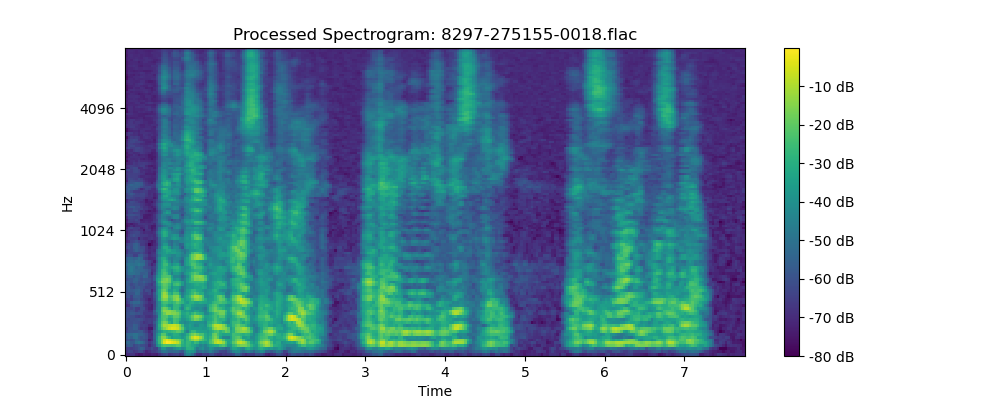 Processed Spectrogram: 8297-275155-0018.flac
Hz
4096
2048
1024
512
0
0 1 2 3 4 5 6 7
Time
-10 dB
-20 dB
-30 dB
-40 dB
-50 dB
-60 dB
-70 dB
-80 dB